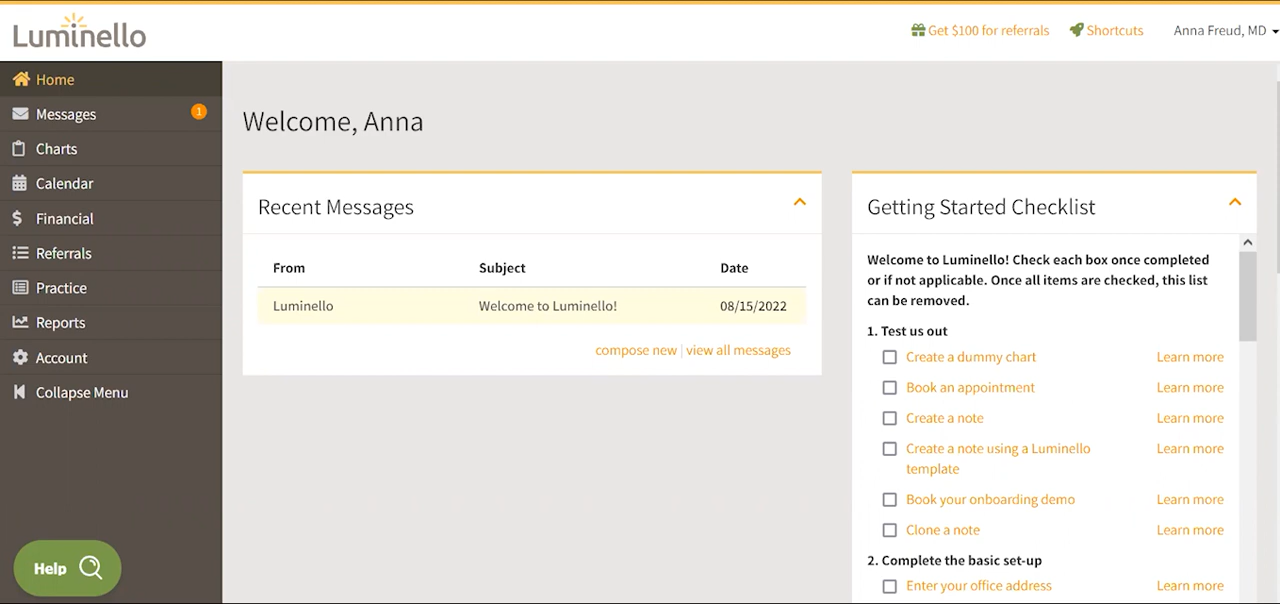 Luminello
Get $100 for referrals
Shortcuts
Anna Freud, MD
Home
Messages
1
Charts
Calendar
Financial
Referrals
Practice
Reports
Account
Collapse Menu
Help
Welcome, Anna
Recent Messages
From Subject Date
Luminello Welcome to Luminello! 08/15/2022
compose new | view all messages
Getting Started Checklist
Welcome to Luminello! Check each box once completed
or if not applicable. Once all items are checked, this list
can be removed.
1. Test us out
Create a dummy chart Learn more
Book an appointment Learn more
Create a note Learn more
Create a note using a Luminello Learn more
template
Book your onboarding demo Learn more
Clone a note Learn more
2. Complete the basic set-up
Enter your office address Learn more